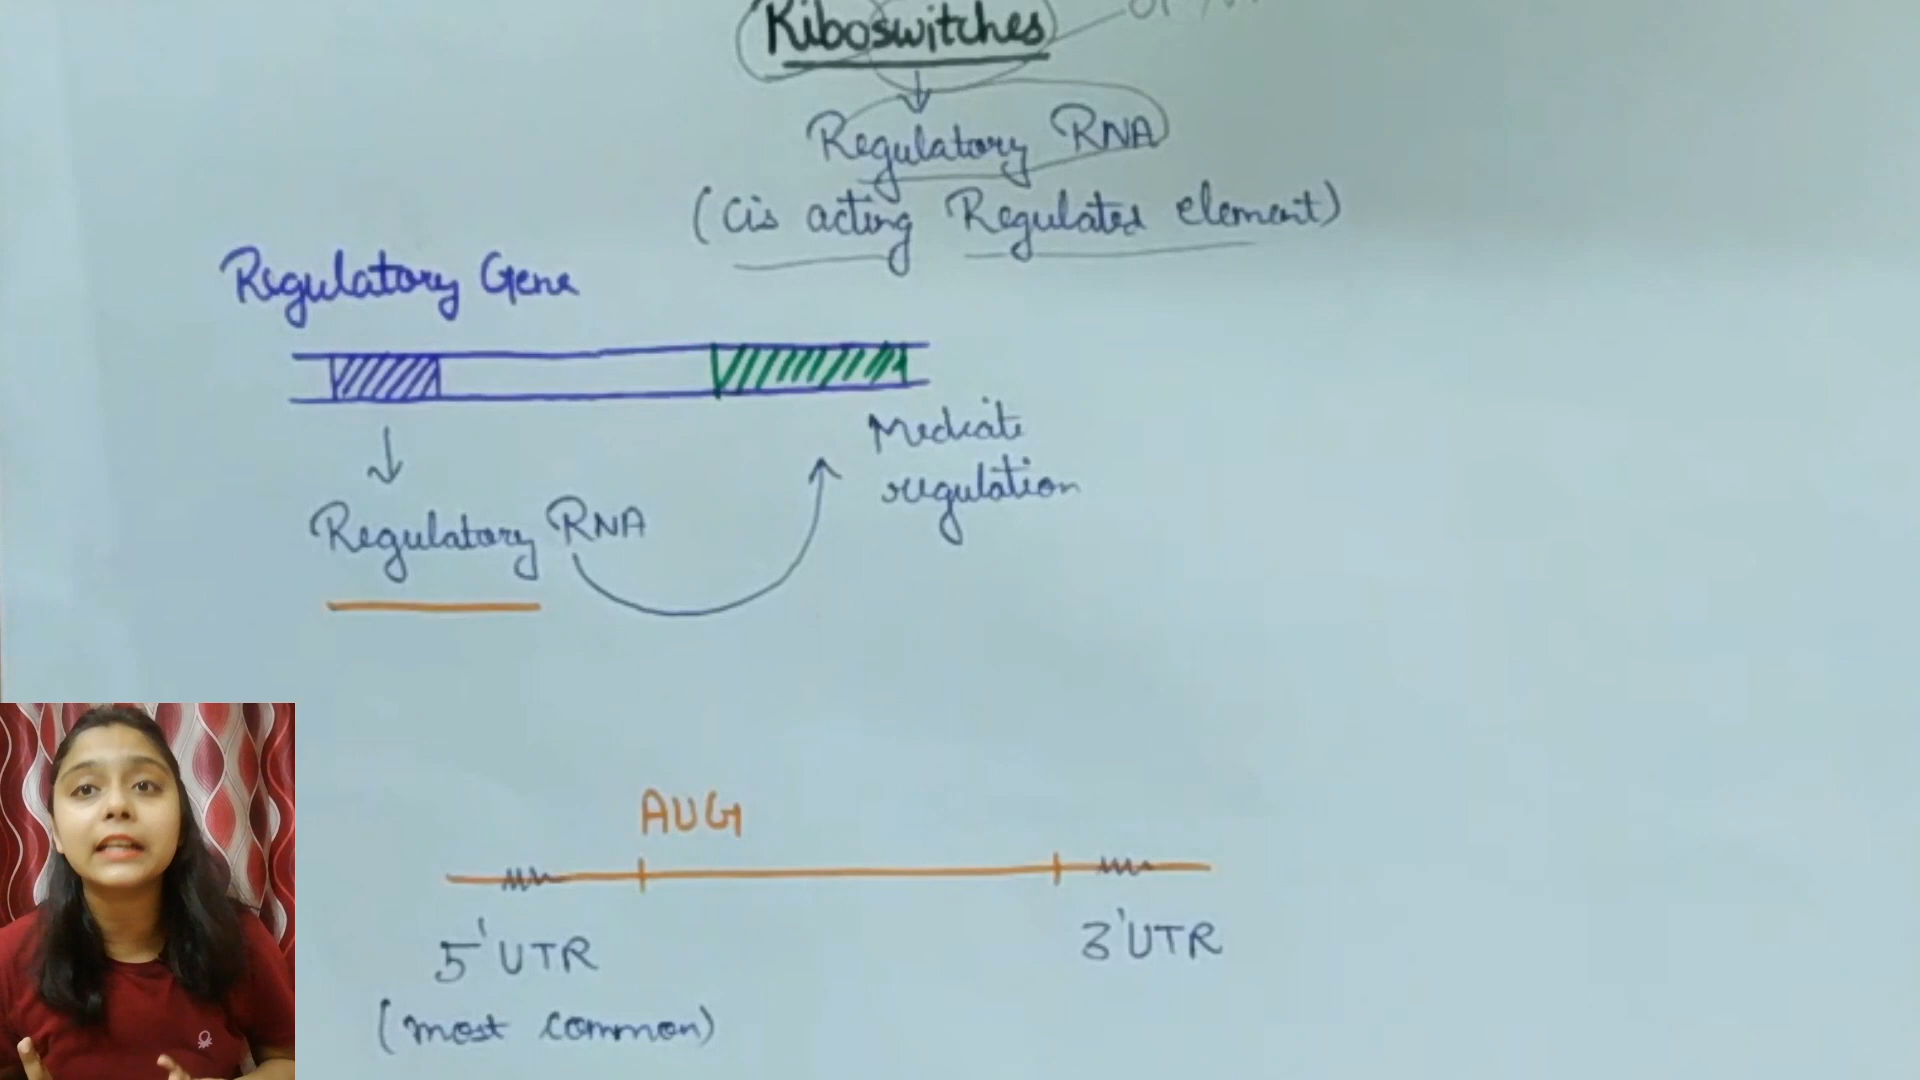 Riboswitches
Regulatory RNA
(cis acting Regulated element)
Regulatory Gene
Mediate
regulation
Regulatory RNA
AUG
5' UTR
3' UTR
(most common)